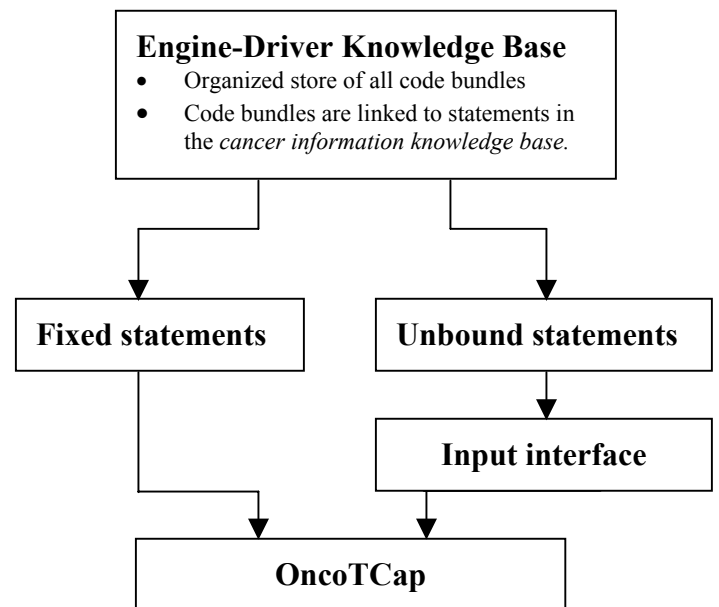 Engine-Driver Knowledge Base
• Organized store of all code bundles
• Code bundles are linked to statements in
the cancer information knowledge base.
Fixed statements
Unbound statements
Input interface
OncoTCap